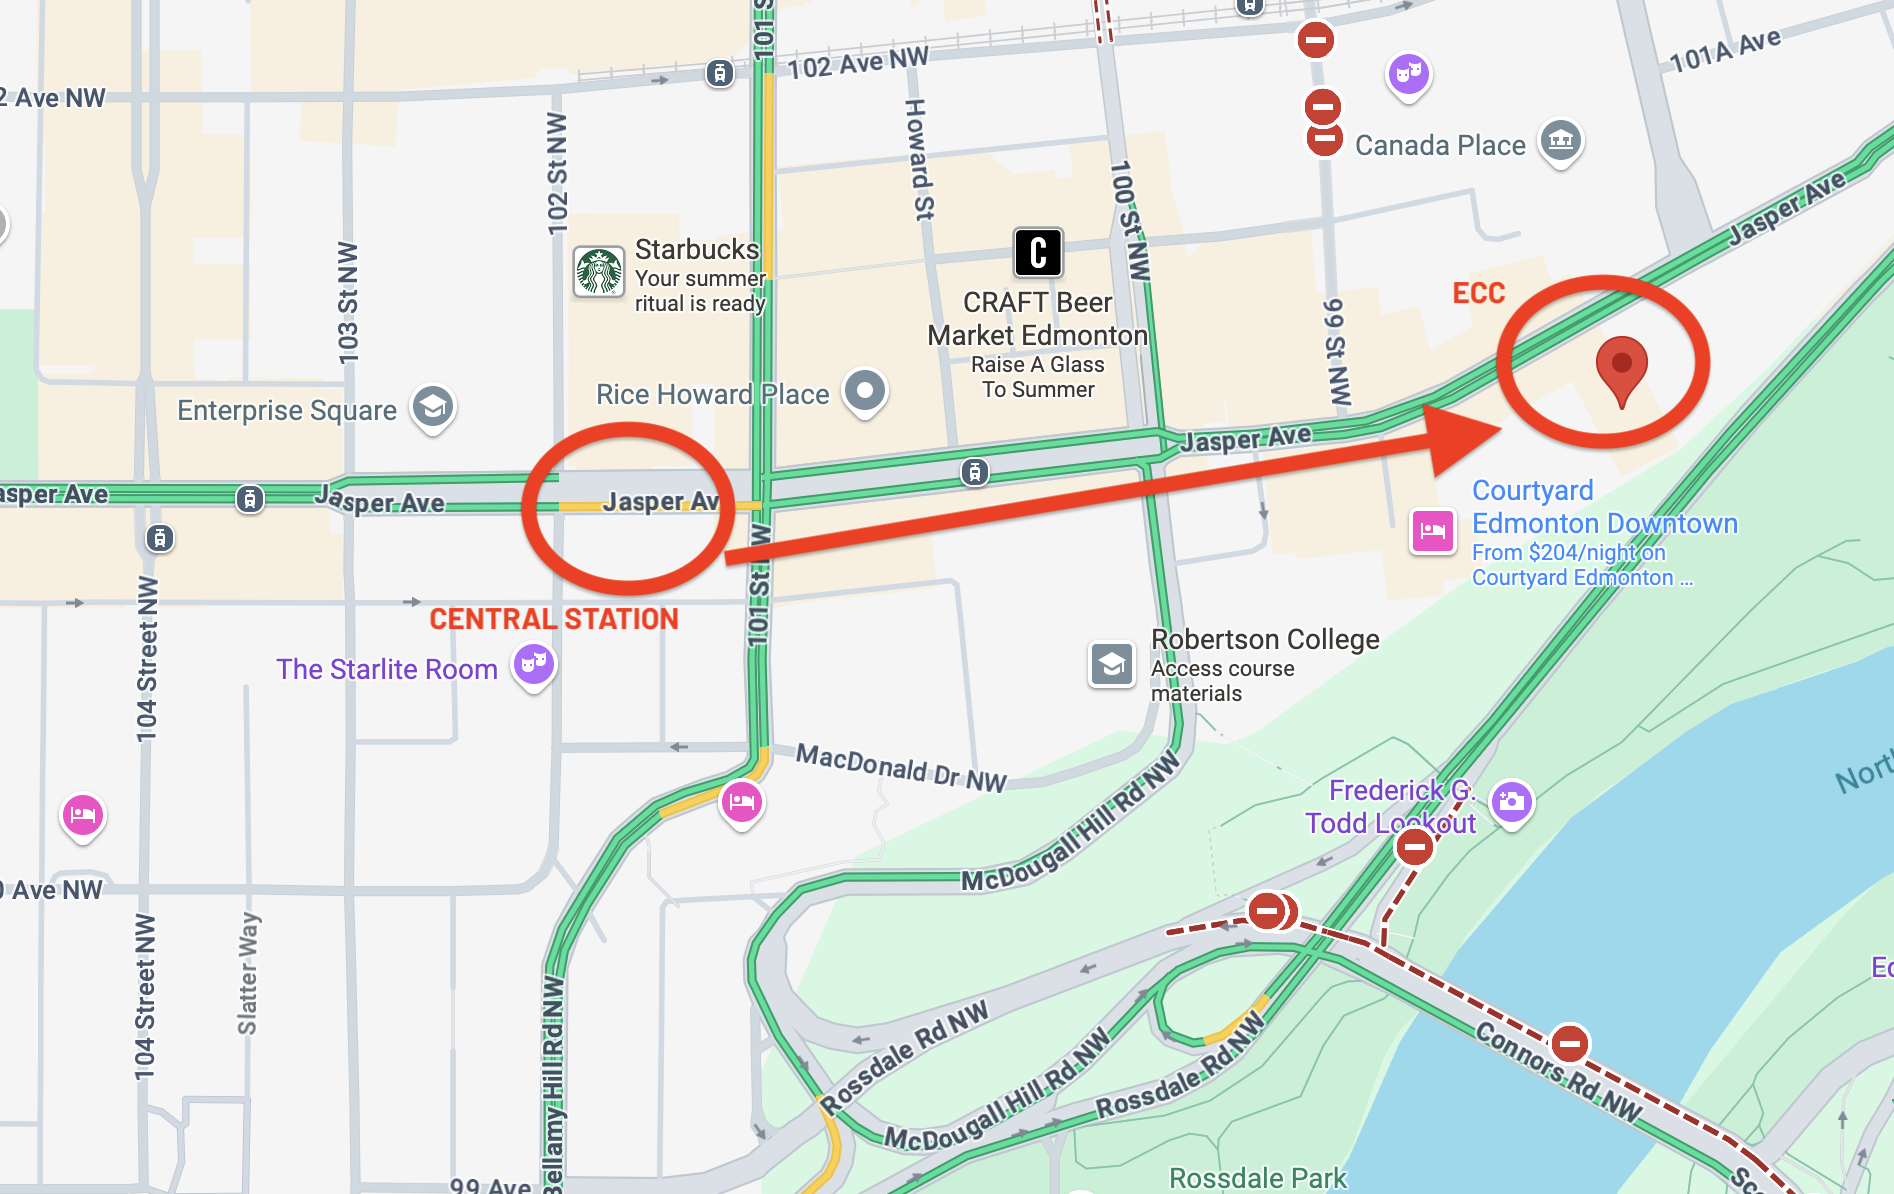 101 S
102 Ave NW
101A Ave
2 Ave NW
Howard St
102 St NW
Canada Place
100 St NW
Jasper Ave
Starbucks
Your summer
ritual is ready
C
103 St NW
CRAFT Beer
Market Edmonton
Raise A Glass
To Summer
ECC
99 St NW
Rice Howard Place
Enterprise Square
Jasper Ave
asper Ave
Jasper Ave
Jasper Av
Courtyard
Edmonton Downtown
From $204/night on
Courtyard Edmonton ...
CENTRAL STATION
101 St NW
104 Street NW
The Starlite Room
Robertson College
Access course
materials
MacDonald Dr NW
North
Frederick G.
Todd Lookout
McDougall Hill Rd NW
0 Ave NW
104 Street NW
Slatter Way
Bellamy Hill Rd NW
Ed
Rossdale Rd NW
McDougall Hill Rd NW
Rossdale Rd NW
Connors Rd NW
99 Ave
Rossdale Park
Sco